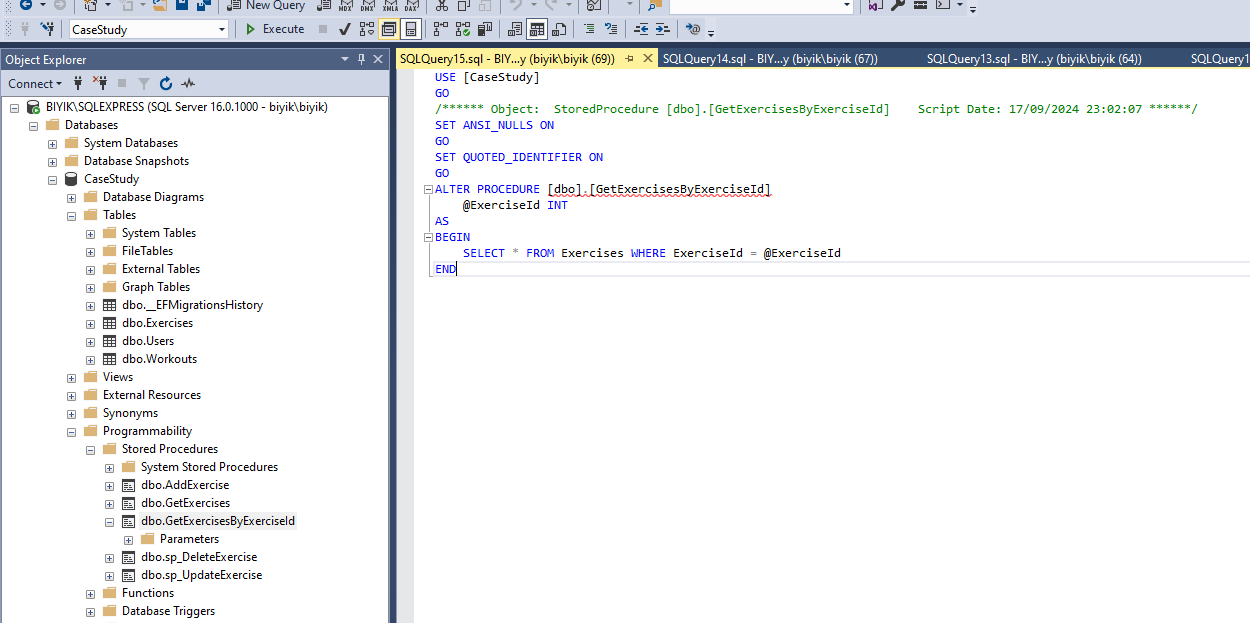 New Query
MDX DMX XMLA DAX
CaseStudy
Execute
Object Explorer
Connect
BIYIK\SQLEXPRESS (SQL Server 16.0.1000 - biyik\biyik)
Databases
System Databases
Database Snapshots
CaseStudy
Database Diagrams
Tables
System Tables
FileTables
External Tables
Graph Tables
dbo.__EFMigrationsHistory
dbo.Exercises
dbo.Users
dbo.Workouts
Views
External Resources
Synonyms
Programmability
Stored Procedures
System Stored Procedures
dbo.AddExercise
dbo.GetExercises
dbo.GetExercisesByExerciseId
Parameters
dbo.sp_DeleteExercise
dbo.sp_UpdateExercise
Functions
Database Triggers
SQLQuery15.sql - BIY...y (biyik\biyik (69))
SQLQuery14.sql - BIY...y (biyik\biyik (67))
SQLQuery13.sql - BIY...y (biyik\biyik (64))
SQLQuery1
USE [CaseStudy]
GO
/****** Object:  StoredProcedure [dbo].[GetExercisesByExerciseId]    Script Date: 17/09/2024 23:02:07 ******/
SET ANSI_NULLS ON
GO
SET QUOTED_IDENTIFIER ON
GO
ALTER PROCEDURE [dbo].[GetExercisesByExerciseId]
    @ExerciseId INT
AS
BEGIN
    SELECT * FROM Exercises WHERE ExerciseId = @ExerciseId
END